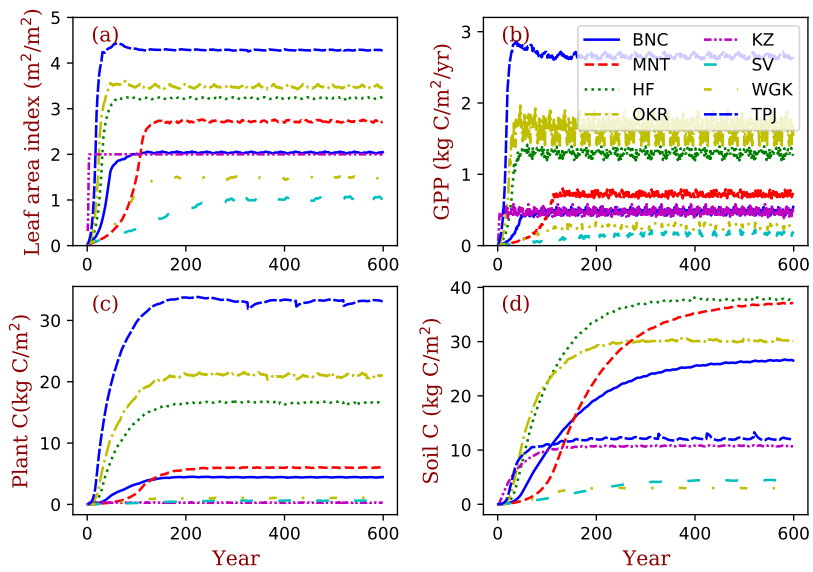 (a)
Leaf area index (m²/m²)
5
4
3
2
1
0
0 200 400 600
(b)
GPP (kg C/m²/yr)
3
2
1
0
0 200 400 600
BNC KZ
MNT SV
HF WGK
OKR TPJ
(c)
Plant C(kg C/m²)
30
20
10
0
0 200 400 600
Year
(d)
Soil C (kg C/m²)
40
30
20
10
0
0 200 400 600
Year